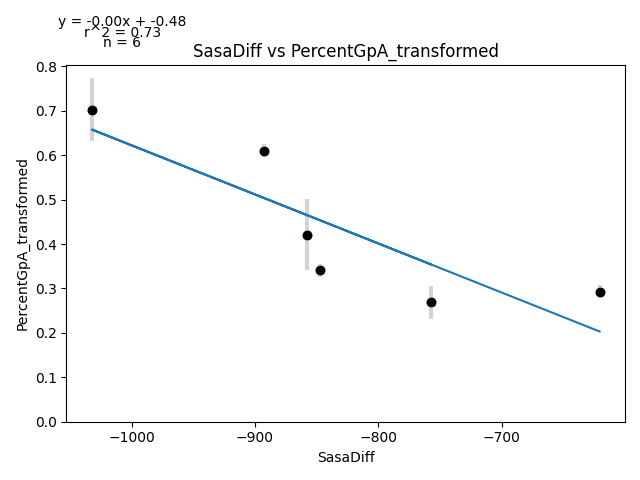 y = -0.00x + -0.48
r^2 = 0.73
n = 6
SasaDiff vs PercentGpA_transformed
0.8
0.7
0.6
0.5
0.4
0.3
0.2
0.1
0.0
PercentGpA_transformed
−1000 −900 −800 −700
SasaDiff